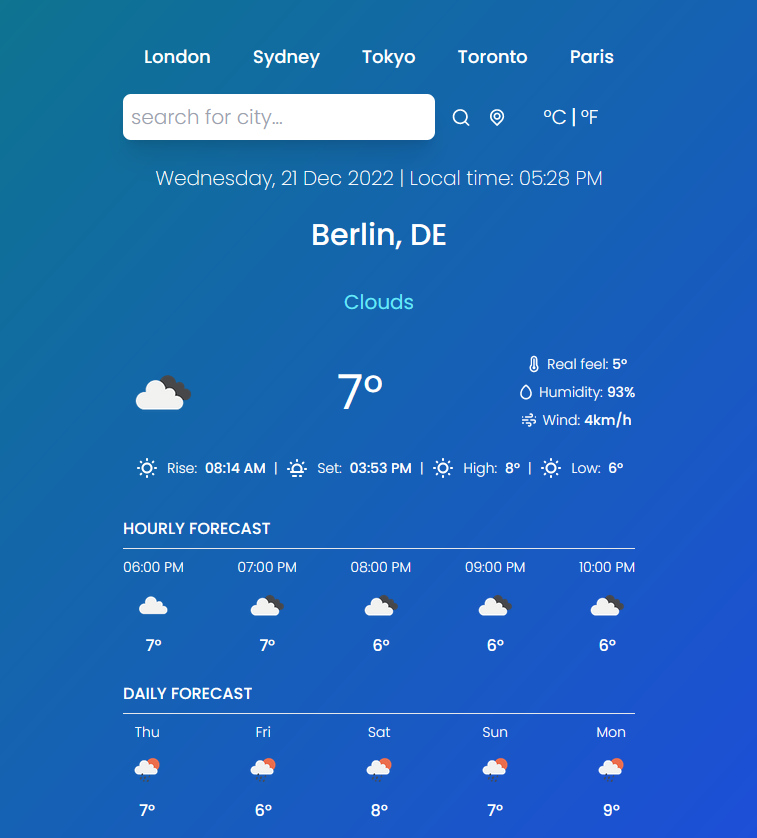 London Sydney Tokyo Toronto Paris
search for city...
°C | °F
Wednesday, 21 Dec 2022 | Local time: 05:28 PM
Berlin, DE
Clouds
7°
Real feel: 5°
Humidity: 93%
Wind: 4km/h
Rise: 08:14 AM | Set: 03:53 PM | High: 8° | Low: 6°
HOURLY FORECAST
06:00 PM 07:00 PM 08:00 PM 09:00 PM 10:00 PM
7° 7° 6° 6° 6°
DAILY FORECAST
Thu Fri Sat Sun Mon
7° 6° 8° 7° 9°